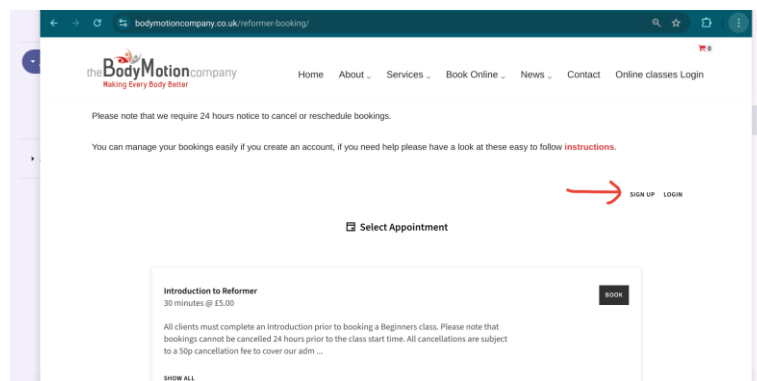 bodymotioncompany.co.uk/reformer-booking/
0
theBodyMotioncompany
Making Every Body Better
Home About Services Book Online News Contact Online classes Login
Please note that we require 24 hours notice to cancel or reschedule bookings.
You can manage your bookings easily if you create an account, if you need help please have a look at these easy to follow instructions.
SIGN UP LOGIN
Select Appointment
Introduction to Reformer
30 minutes @ £5.00
BOOK
All clients must complete an Introduction prior to booking a Beginners class. Please note that
bookings cannot be cancelled 24 hours prior to the class start time. All cancellations are subject
to a 50p cancellation fee to cover our adm ...
SHOW ALL